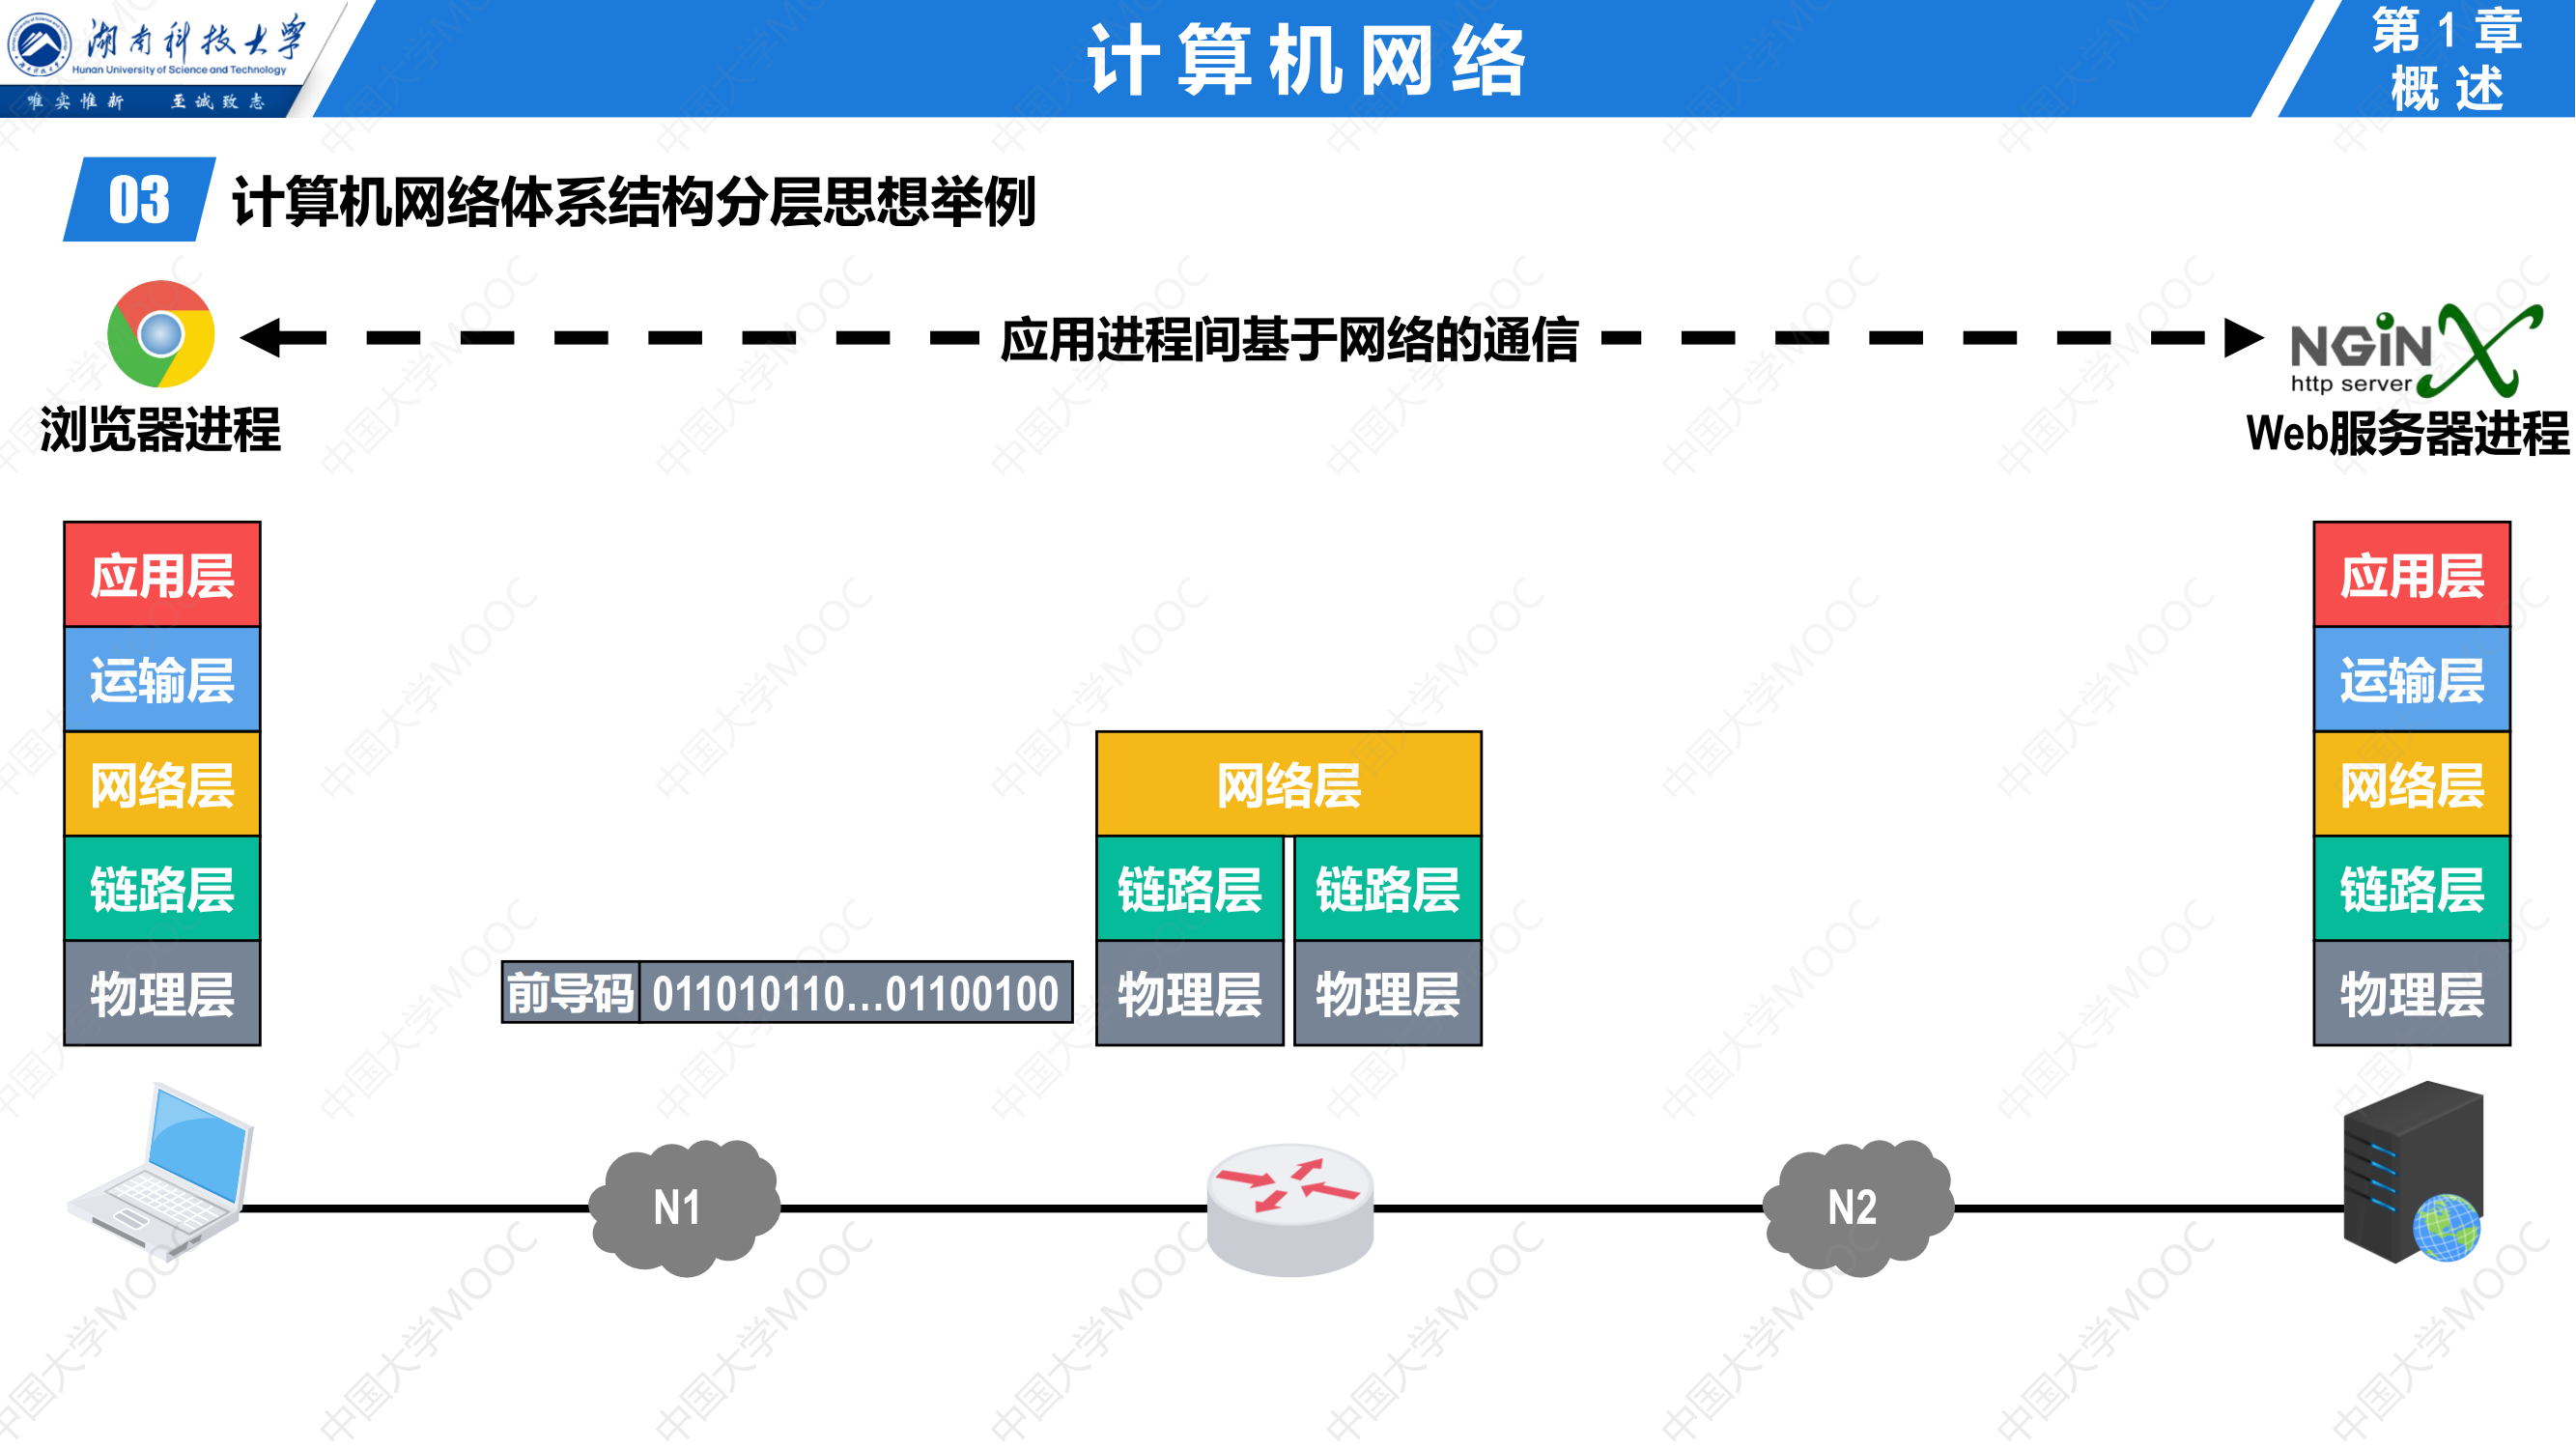 湖南科技大学
Hunan University of Science and Technology
唯实惟新 至诚致志
计算机网络
第1章
概述
03 计算机网络体系结构分层思想举例
应用进程间基于网络的通信
NGiNX
http server
浏览器进程
Web服务器进程
应用层
运输层
网络层
链路层
物理层
前导码 011010110...01100100
网络层
链路层 链路层
物理层 物理层
应用层
运输层
网络层
链路层
物理层
N1
N2
中国大学MOOC